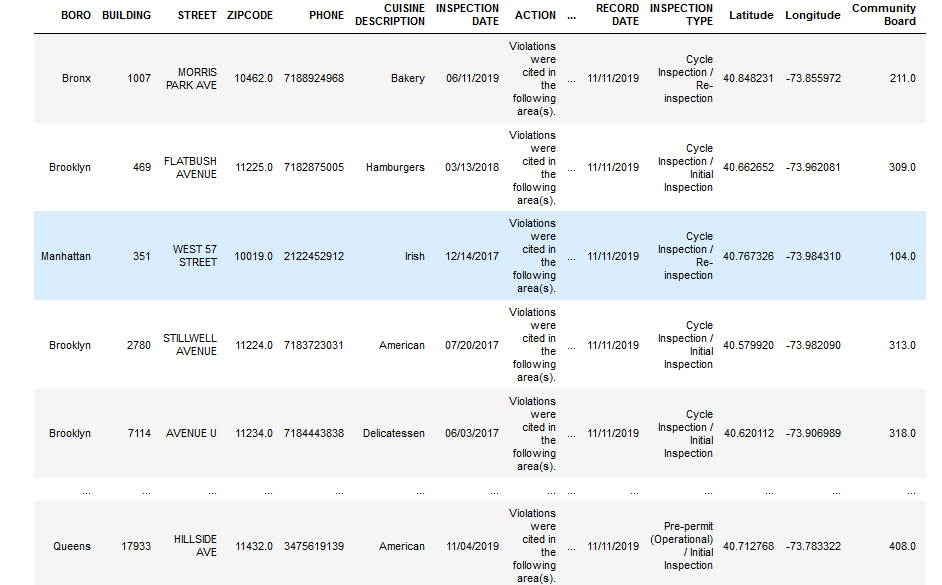 BORO BUILDING STREET ZIPCODE PHONE CUISINE DESCRIPTION INSPECTION DATE ACTION ... RECORD DATE INSPECTION TYPE Latitude Longitude Community Board
Bronx 1007 MORRIS PARK AVE 10462.0 7188924968 Bakery 06/11/2019 Violations were cited in the following area(s). ... 11/11/2019 Cycle Inspection / Re-inspection 40.848231 -73.855972 211.0
Brooklyn 469 FLATBUSH AVENUE 11225.0 7182875005 Hamburgers 03/13/2018 Violations were cited in the following area(s). ... 11/11/2019 Cycle Inspection / Initial Inspection 40.662652 -73.962081 309.0
Manhattan 351 WEST 57 STREET 10019.0 2122452912 Irish 12/14/2017 Violations were cited in the following area(s). ... 11/11/2019 Cycle Inspection / Re-inspection 40.767326 -73.984310 104.0
Brooklyn 2780 STILLWELL AVENUE 11224.0 7183723031 American 07/20/2017 Violations were cited in the following area(s). ... 11/11/2019 Cycle Inspection / Initial Inspection 40.579920 -73.982090 313.0
Brooklyn 7114 AVENUE U 11234.0 7184443838 Delicatessen 06/03/2017 Violations were cited in the following area(s). ... 11/11/2019 Cycle Inspection / Initial Inspection 40.620112 -73.906989 318.0
... ... ... ... ... ... ... ... ... ... ... ... ... ...
Queens 17933 HILLSIDE AVE 11432.0 3475619139 American 11/04/2019 Violations were cited in the following area(s). ... 11/11/2019 Pre-permit (Operational) / Initial Inspection 40.712768 -73.783322 408.0